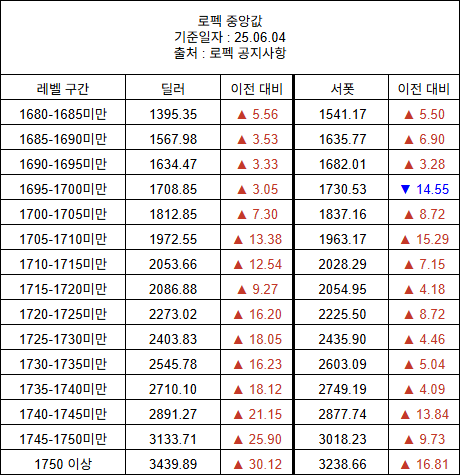 로펙 중앙값
기준일자 : 25.06.04
출처 : 로펙 공지사항
레벨 구간 딜러 이전 대비 서폿 이전 대비
1680-1685미만 1395.35 ▲ 5.56 1541.17 ▲ 5.50
1685-1690미만 1567.98 ▲ 3.53 1635.77 ▲ 6.90
1690-1695미만 1634.47 ▲ 3.33 1682.01 ▲ 3.28
1695-1700미만 1708.85 ▲ 3.05 1730.53 ▼ 14.55
1700-1705미만 1812.85 ▲ 7.30 1837.16 ▲ 8.72
1705-1710미만 1972.55 ▲ 13.38 1963.17 ▲ 15.29
1710-1715미만 2053.66 ▲ 12.54 2028.29 ▲ 7.15
1715-1720미만 2086.88 ▲ 9.27 2054.95 ▲ 4.18
1720-1725미만 2273.02 ▲ 16.20 2225.50 ▲ 8.72
1725-1730미만 2403.83 ▲ 18.05 2435.90 ▲ 4.46
1730-1735미만 2545.78 ▲ 16.23 2603.09 ▲ 5.04
1735-1740미만 2710.10 ▲ 18.12 2749.19 ▲ 4.09
1740-1745미만 2891.27 ▲ 21.15 2877.74 ▲ 13.84
1745-1750미만 3133.71 ▲ 25.90 3018.23 ▲ 9.73
1750 이상 3439.89 ▲ 30.12 3238.66 ▲ 16.81